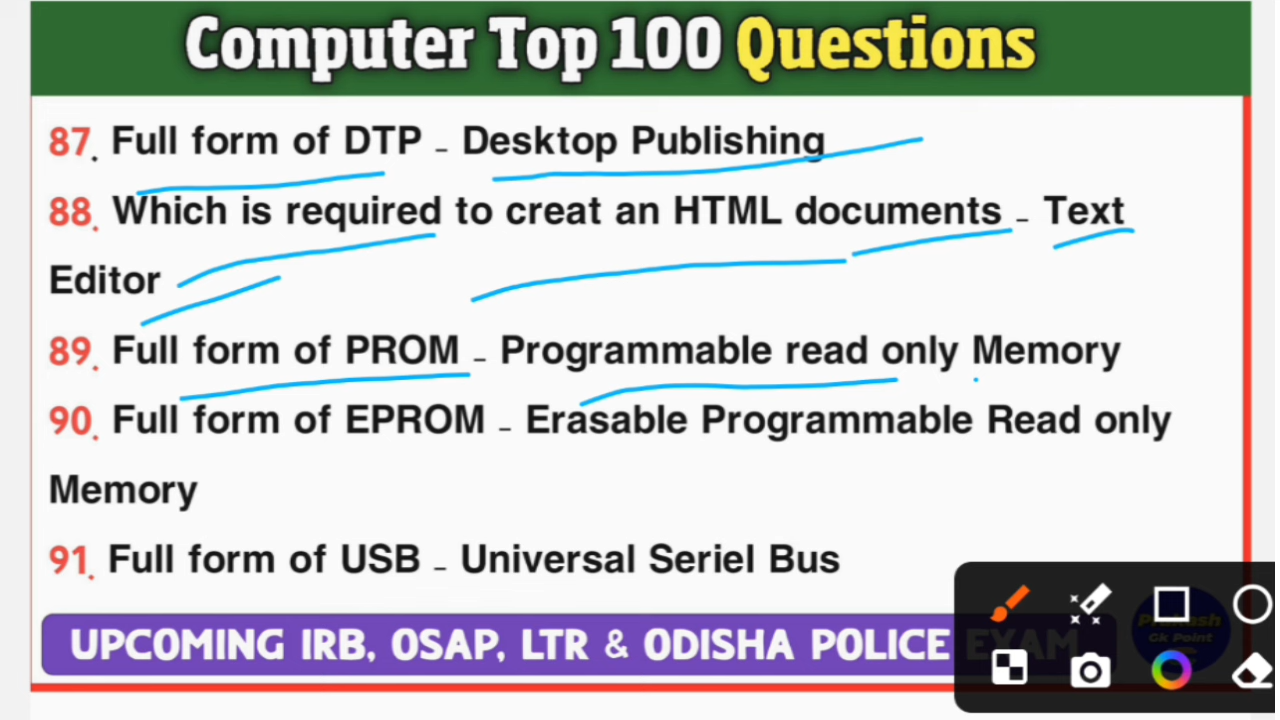 Computer Top 100 Questions
87. Full form of DTP - Desktop Publishing
88. Which is required to creat an HTML documents - Text
Editor
89. Full form of PROM - Programmable read only Memory
90. Full form of EPROM - Erasable Programmable Read only
Memory
91. Full form of USB - Universal Seriel Bus
UPCOMING IRB, OSAP, LTR & ODISHA POLICE EXAM
Gk Point